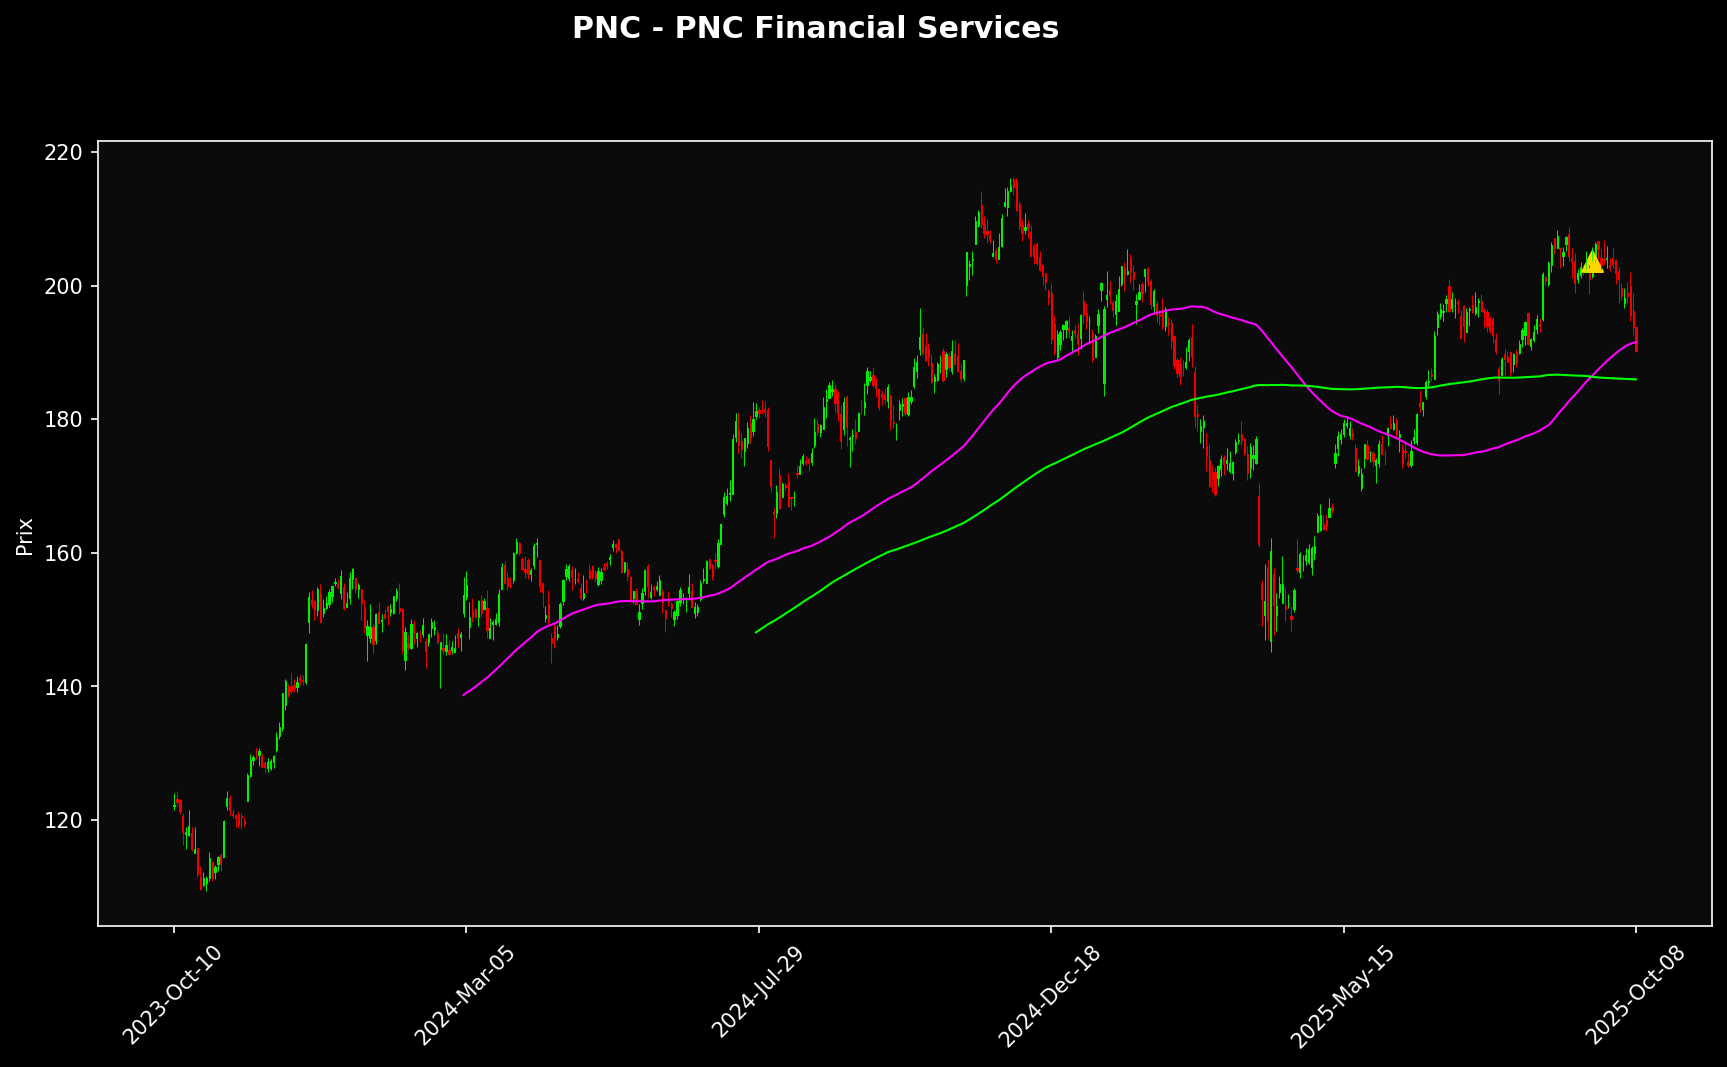 PNC - PNC Financial Services
Prix
220
200
180
160
140
120
2023-Oct-10
2024-Mar-05
2024-Jul-29
2024-Dec-18
2025-May-15
2025-Oct-08